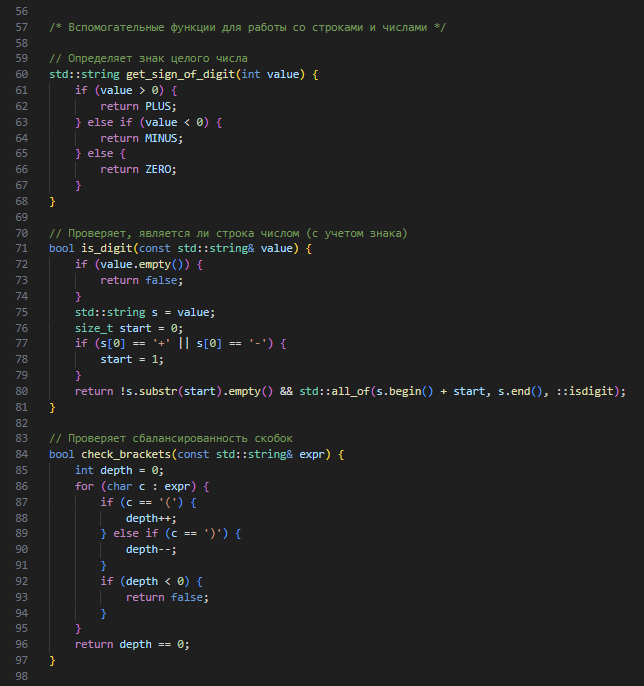 56
57 /* Вспомогательные функции для работы со строками и числами */
58
59 // Определяет знак целого числа
60 std::string get_sign_of_digit(int value) {
61     if (value > 0) {
62         return PLUS;
63     } else if (value < 0) {
64         return MINUS;
65     } else {
66         return ZERO;
67     }
68 }
69
70 // Проверяет, является ли строка числом (с учетом знака)
71 bool is_digit(const std::string& value) {
72     if (value.empty()) {
73         return false;
74     }
75     std::string s = value;
76     size_t start = 0;
77     if (s[0] == '+' || s[0] == '-') {
78         start = 1;
79     }
80     return !s.substr(start).empty() && std::all_of(s.begin() + start, s.end(), ::isdigit);
81 }
82
83 // Проверяет сбалансированность скобок
84 bool check_brackets(const std::string& expr) {
85     int depth = 0;
86     for (char c : expr) {
87         if (c == '(') {
88             depth++;
89         } else if (c == ')') {
90             depth--;
91         }
92         if (depth < 0) {
93             return false;
94         }
95     }
96     return depth == 0;
97 }
98